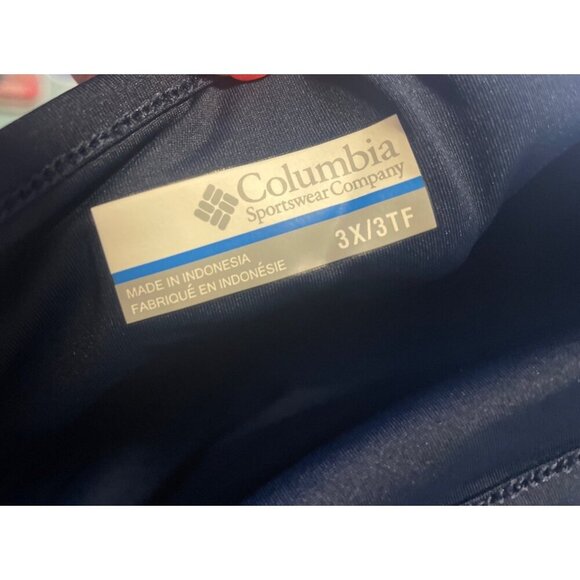 Columbia
Sportswear Company
3X/3TF
MADE IN INDONESIA
FABRIQUÉ EN INDONÉSIE